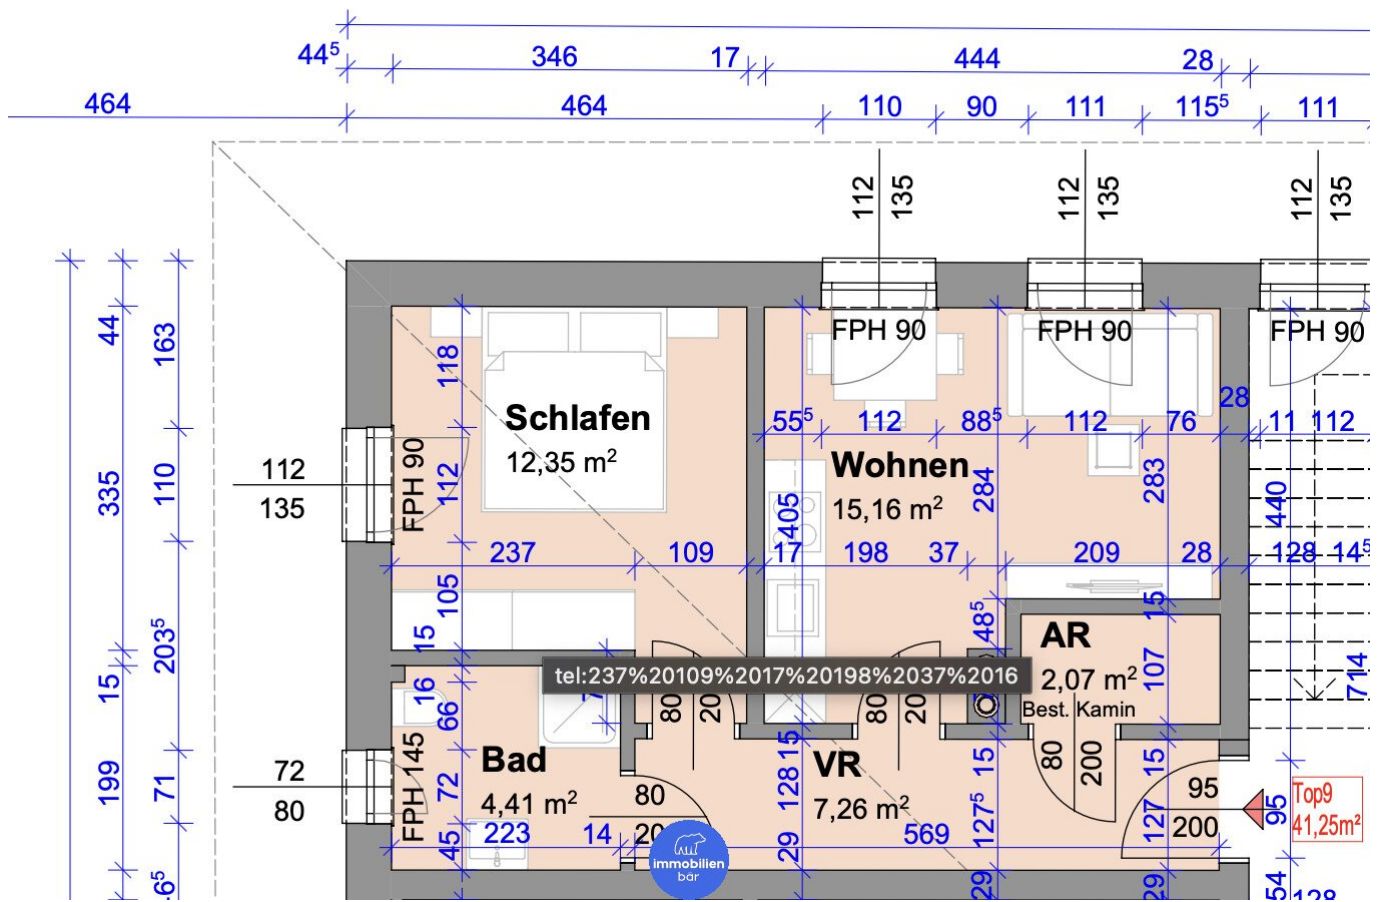 44⁵ 346 17 444 28
464 464 110 90 111 115⁵ 111
112 135 112 135 112 135
FPH 90 FPH 90 FPH 90
44 163 118
28
Schlafen
55⁵ 112 88⁵ 112 76 11 112
12,35 m²
Wohnen
112
135
FPH 90
335 110 112
15,16 m²
405 284 283 440
237 109 17 198 37 209 28 128 14⁵
105 203⁵ 15 48⁵ 15
AR
tel:237%20109%2017%20198%2037%2016
2,07 m²
107 714
15 16 66
80 20 80 20
Best. Kamin
Bad
VR
4,41 m²
7,26 m²
72
80
FPH 145
199 71 72 128 15 15 127⁵ 15 127
80
20
80 200
95
200
95
Top9
41,25m²
223 14 569
45 29 29 29 54
6⁵
128
immobilien
bär